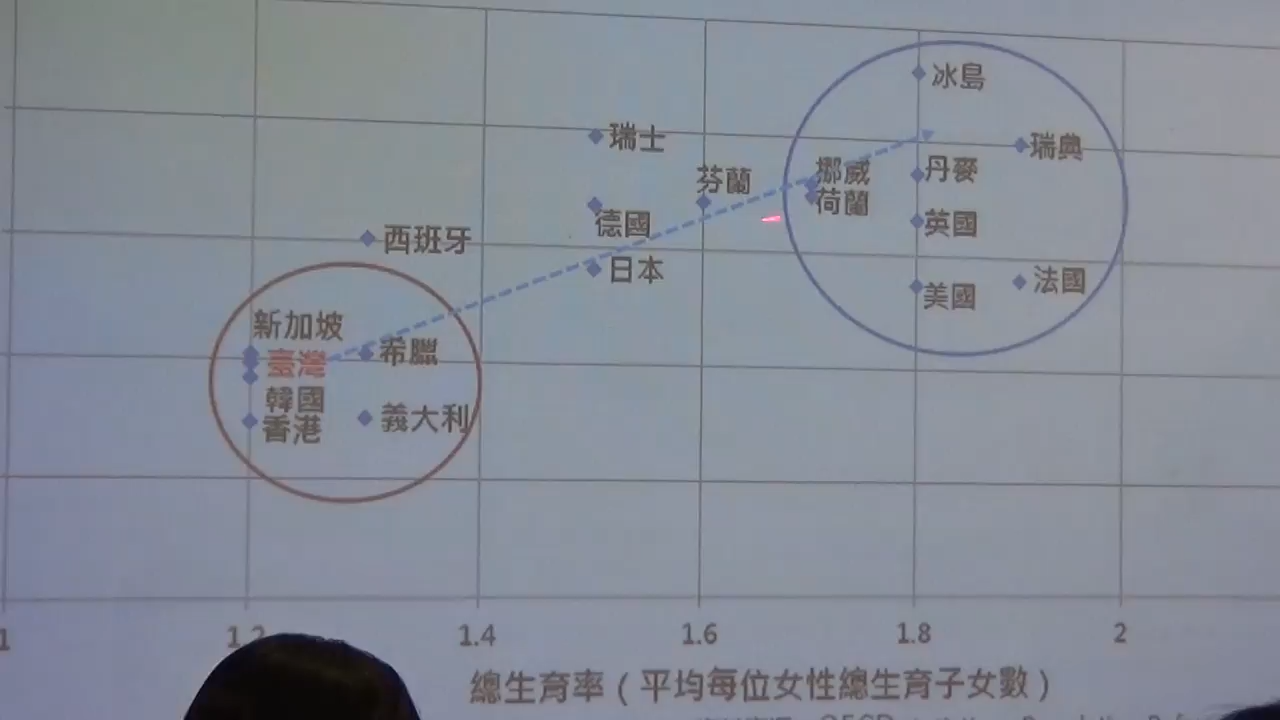 冰島
瑞士
瑞典
挪威
丹麥
芬蘭
荷蘭
德國
英國
西班牙
日本
法國
美國
新加坡
希臘
臺灣
韓國
義大利
香港
1
1.2
1.4
1.6
1.8
2
總生育率（平均每位女性總生育子女數）